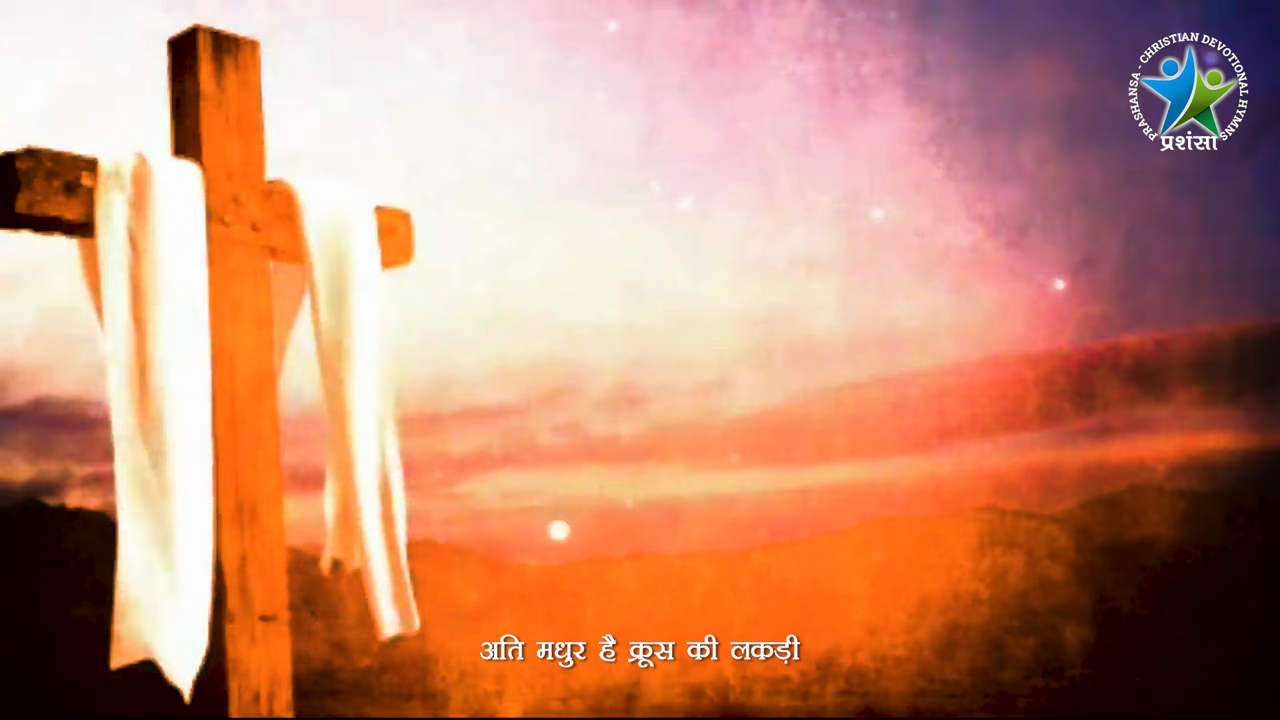 PRASHANSA - CHRISTIAN DEVOTIONAL HYMNS
प्रशंसा
अति मधुर है क्रूस की लकड़ी